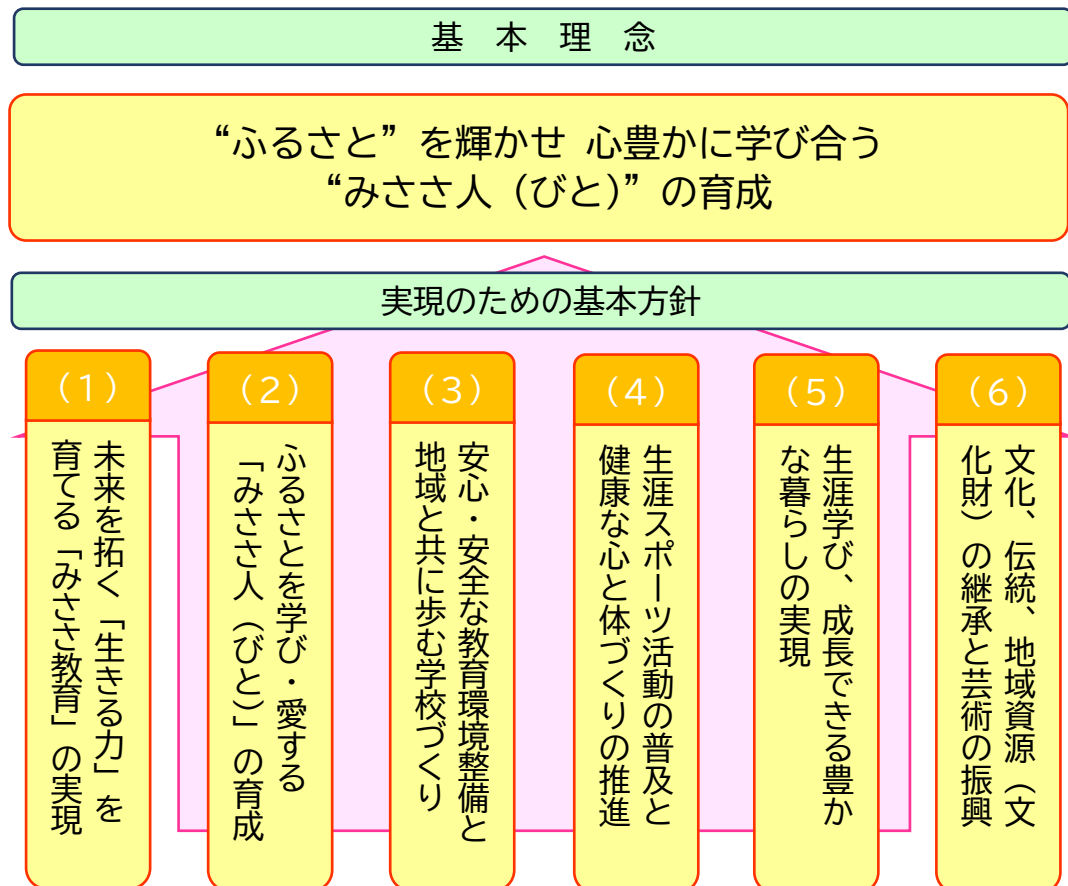 基　本　理　念
“ふるさと”を輝かせ 心豊かに学び合う
“みささ人（びと）”の育成
実現のための基本方針
（1）
未来を拓く「生きる力」を
育てる「みささ教育」の実現
（2）
ふるさとを学び・愛する
「みささ人（びと）」の育成
（3）
安心・安全な教育環境整備と
地域と共に歩む学校づくり
（4）
生涯スポーツ活動の普及と
健康な心と体づくりの推進
（5）
生涯学び、成長できる豊か
な暮らしの実現
（6）
文化、伝統、地域資源（文
化財）の継承と芸術の振興